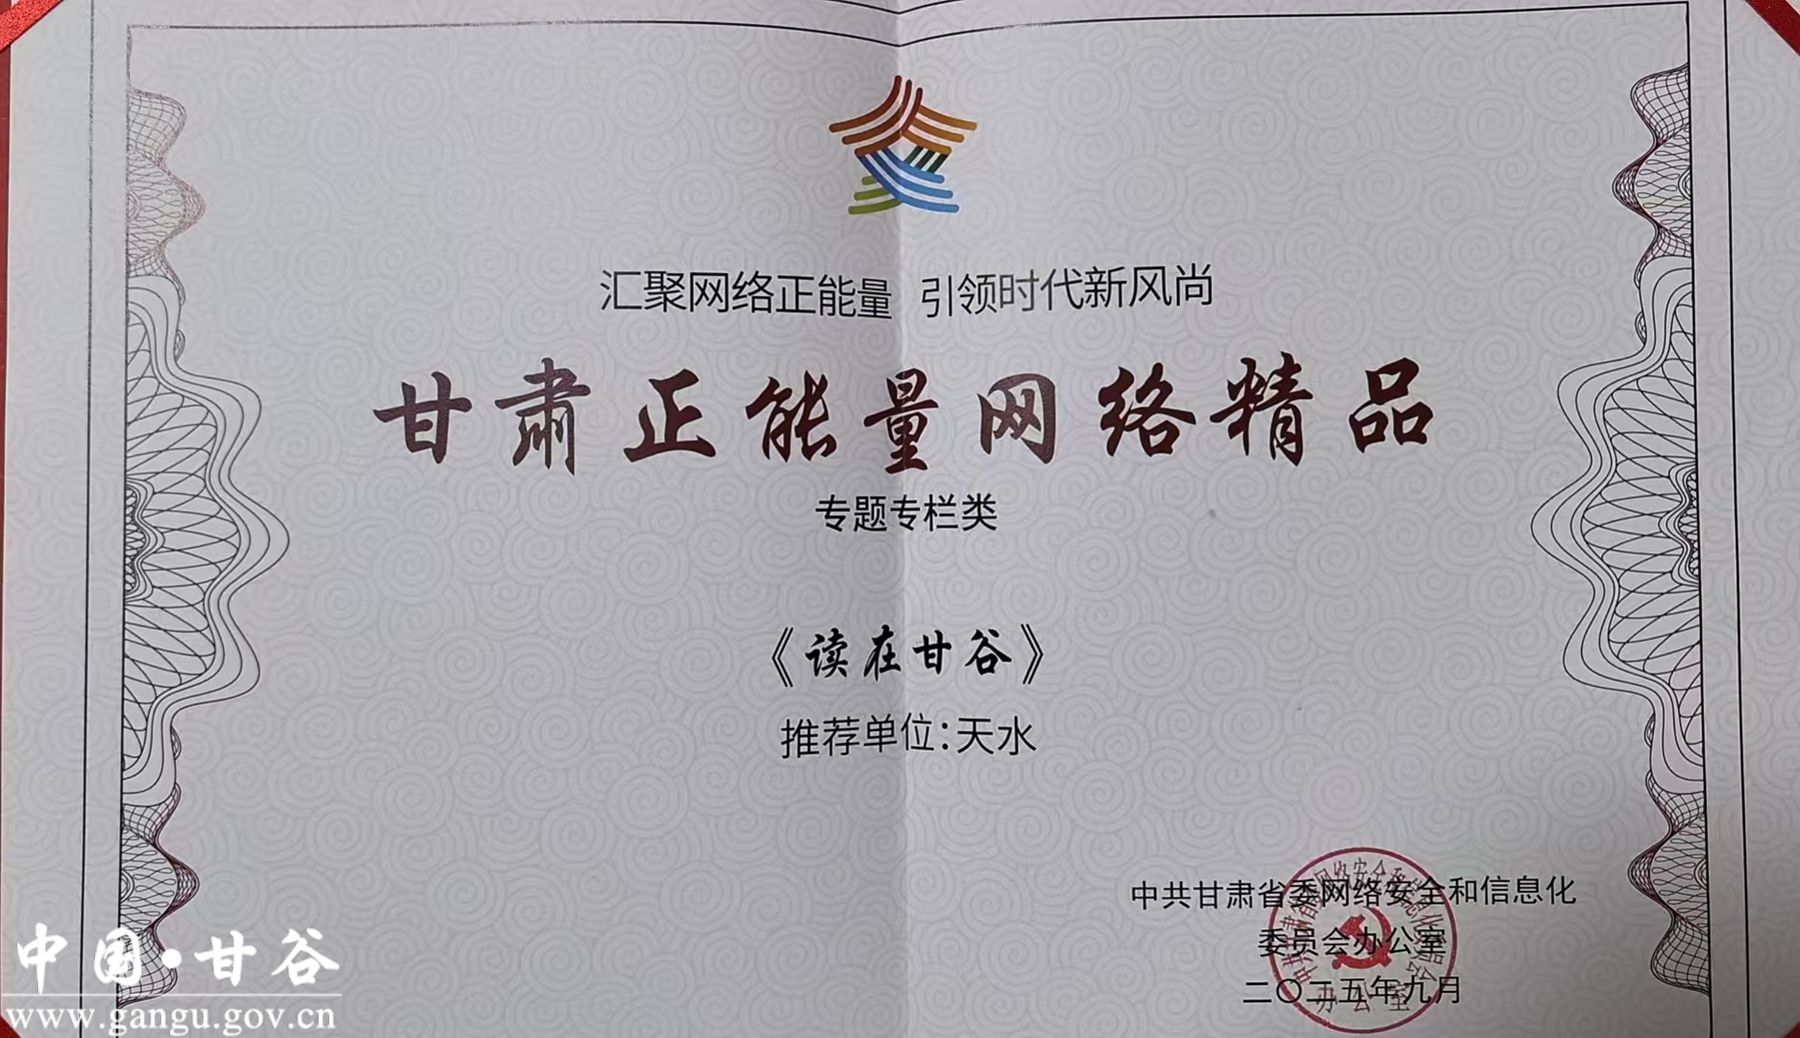 汇聚网络正能量 引领时代新风尚
甘肃正能量网络精品
专题专栏类
《读在甘谷》
推荐单位：天水
中共甘肃省委网络安全和信息化
委员会办公室
二〇二五年九月
中国·甘谷
www.gangu.gov.cn